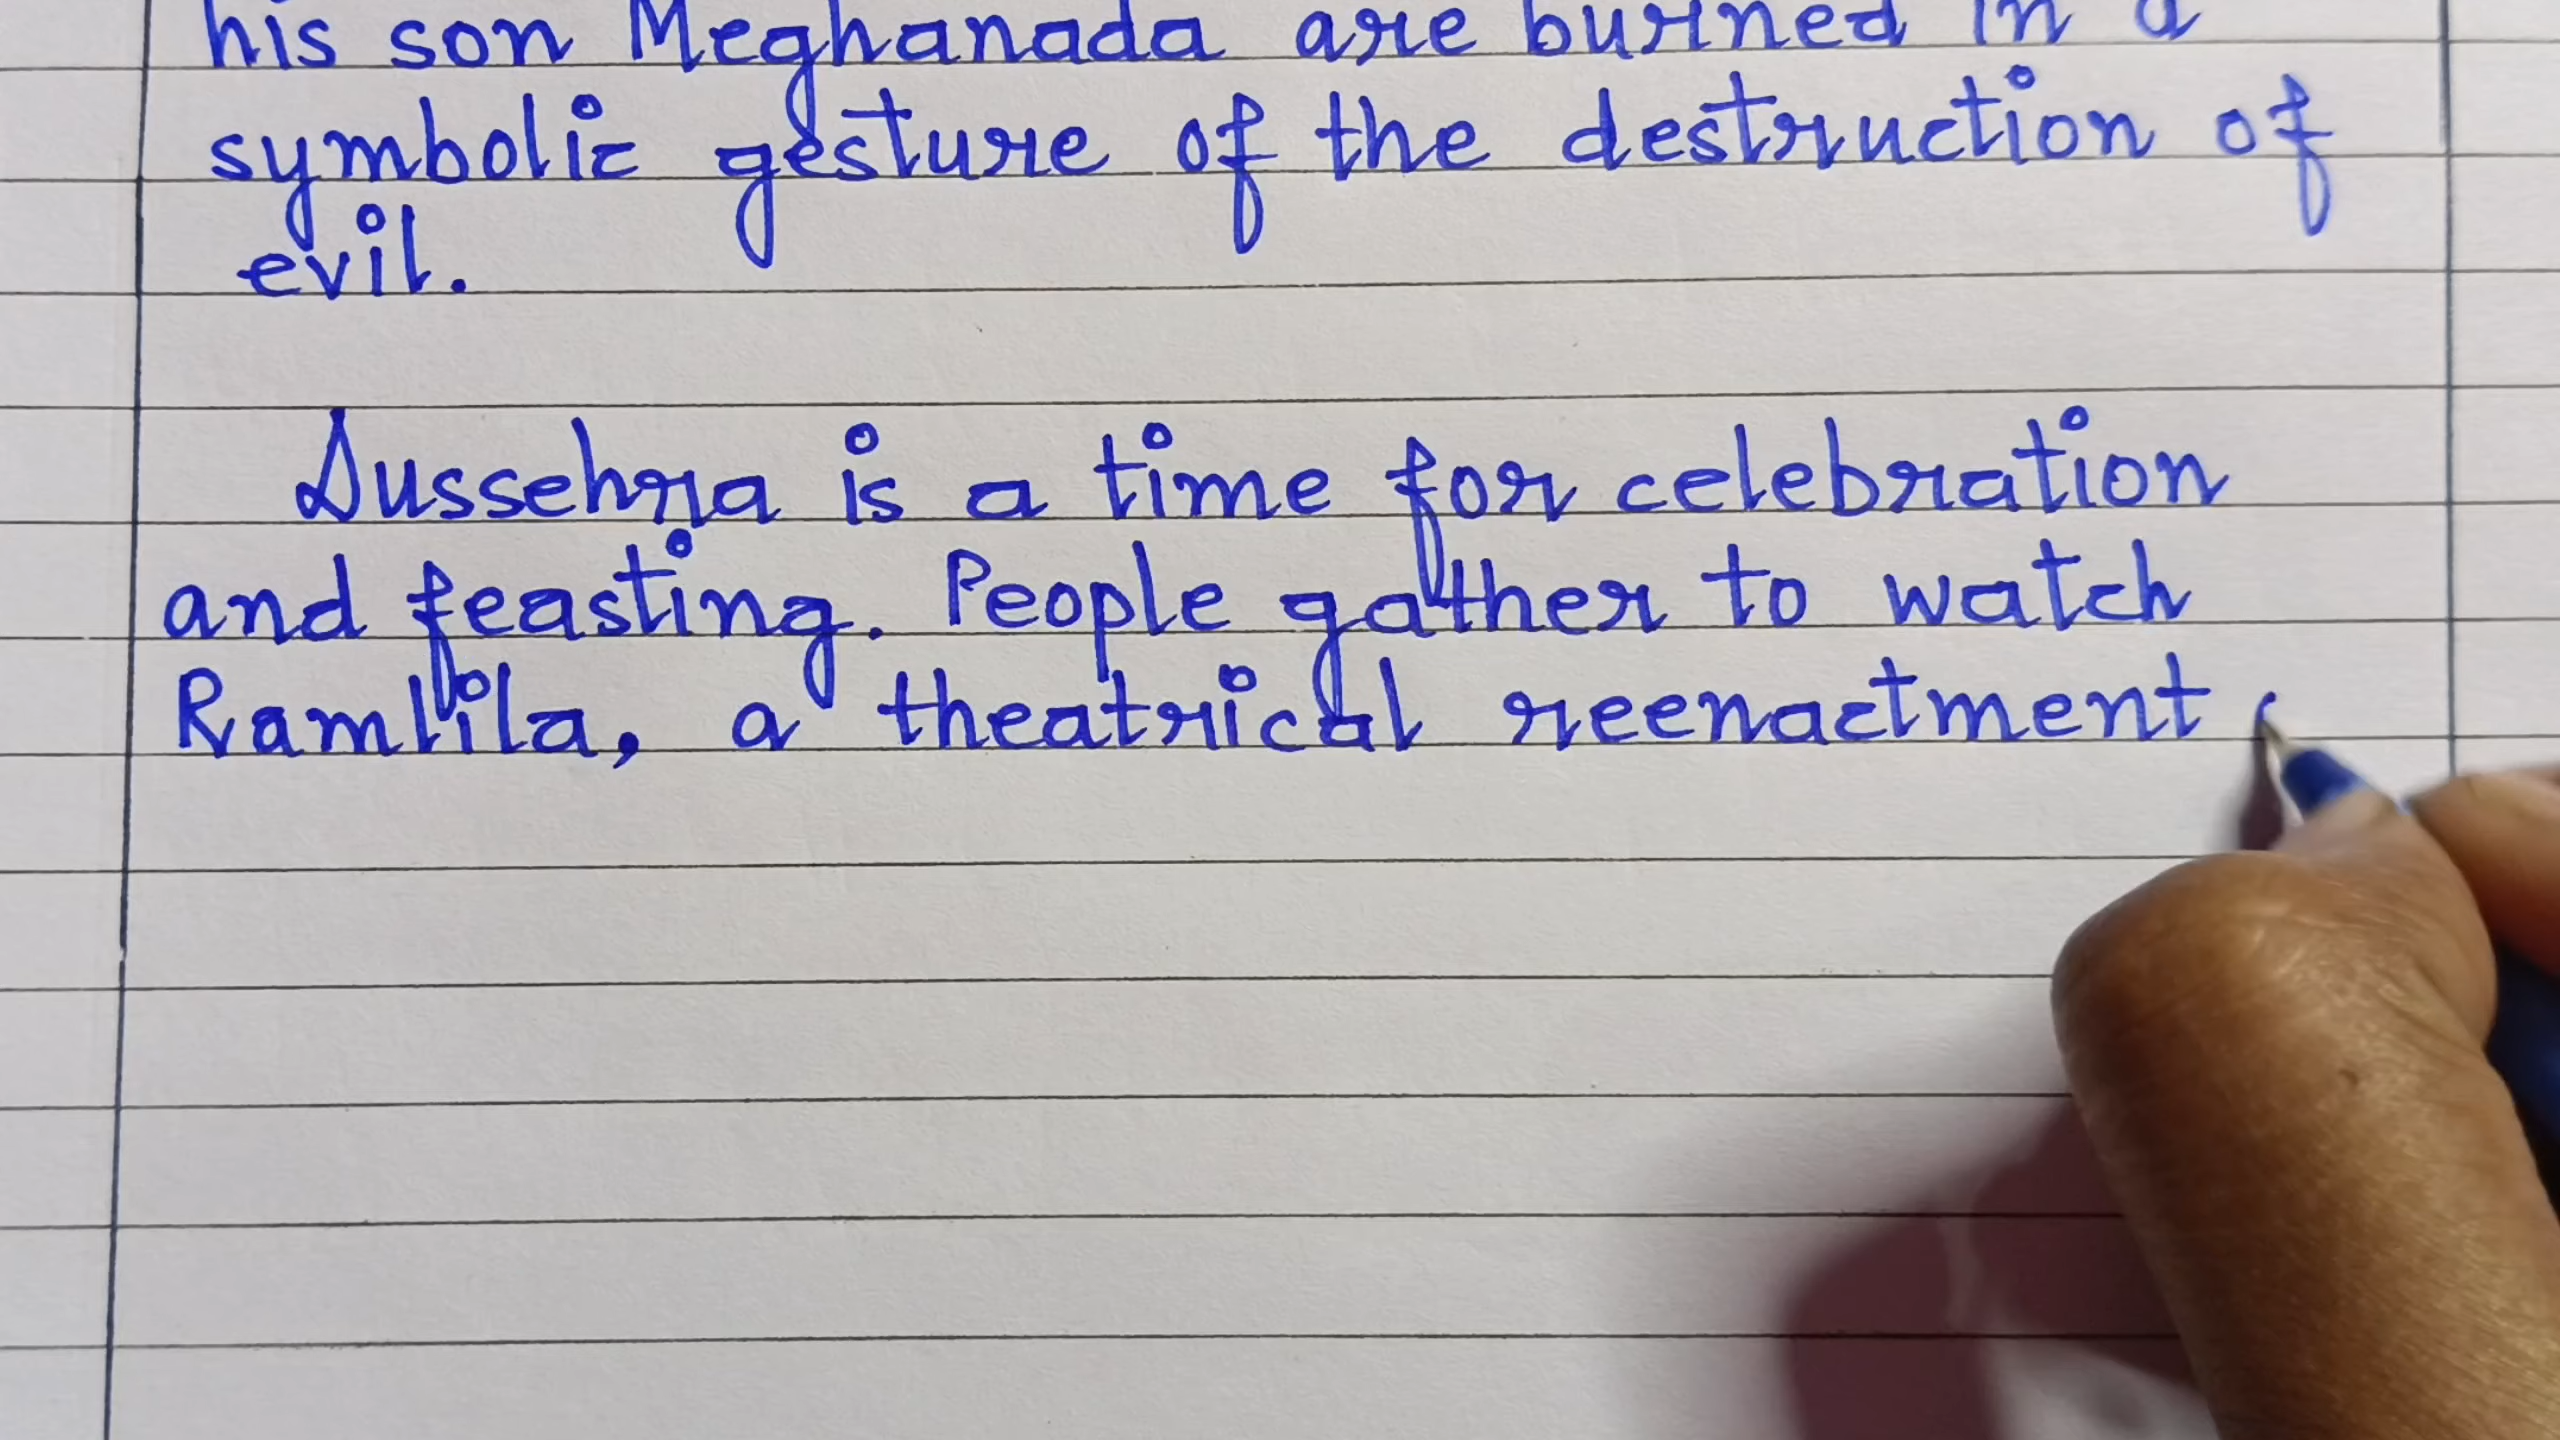 his son Meghanada are burned in a
symbolic gesture of the destruction of
evil.
Dussehra is a time for celebration
and feasting. People gather to watch
Ramlila, a theatrical reenactment